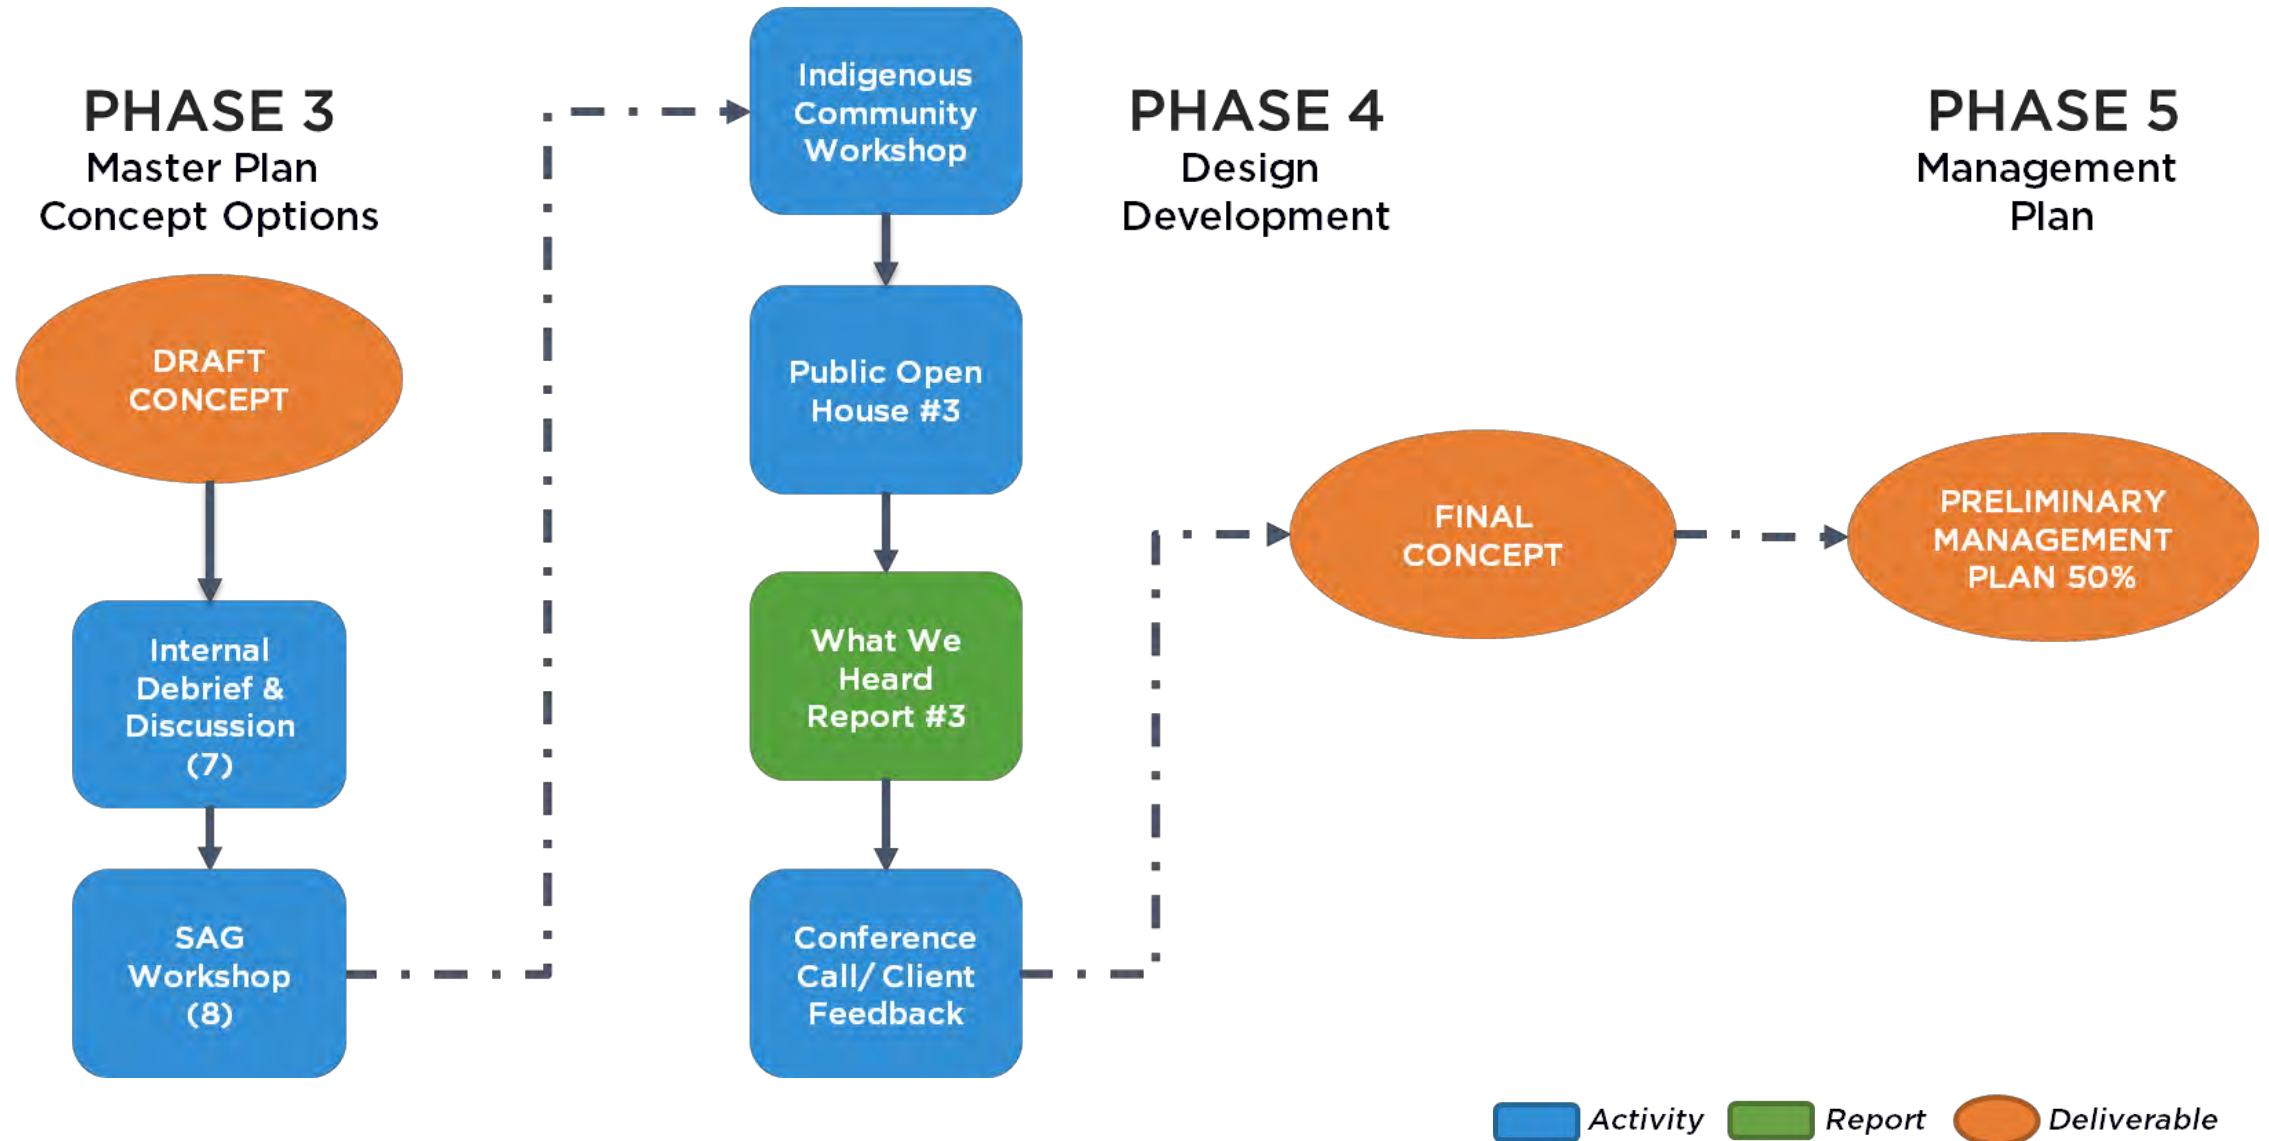 PHASE 3
Master Plan
Concept Options
DRAFT
CONCEPT
Internal
Debrief &
Discussion
(7)
SAG
Workshop
(8)
Indigenous
Community
Workshop
Public Open
House #3
What We
Heard
Report #3
Conference
Call/ Client
Feedback
PHASE 4
Design
Development
FINAL
CONCEPT
PHASE 5
Management
Plan
PRELIMINARY
MANAGEMENT
PLAN 50%
Activity
Report
Deliverable